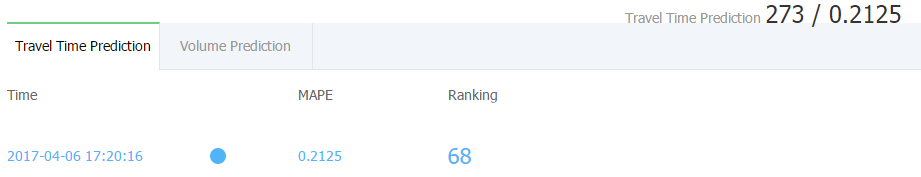 Travel Time Prediction 273 / 0.2125
Travel Time Prediction Volume Prediction
Time MAPE Ranking
2017-04-06 17:20:16 0.2125 68